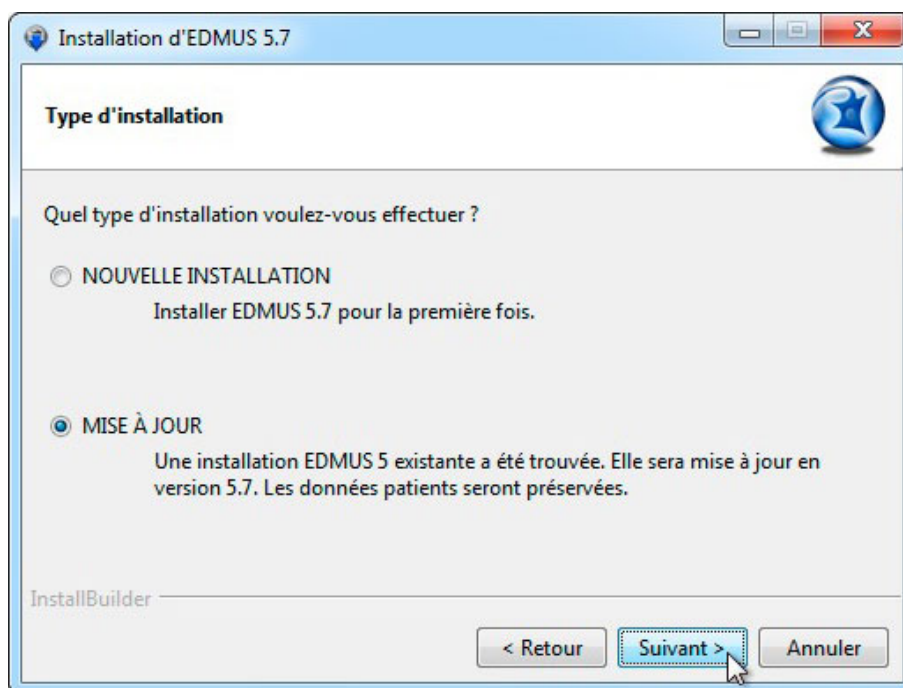 Installation d'EDMUS 5.7
Type d'installation
Quel type d'installation voulez-vous effectuer ?
NOUVELLE INSTALLATION
Installer EDMUS 5.7 pour la première fois.
MISE À JOUR
Une installation EDMUS 5 existante a été trouvée. Elle sera mise à jour en
version 5.7. Les données patients seront préservées.
InstallBuilder
< Retour
Suivant >
Annuler